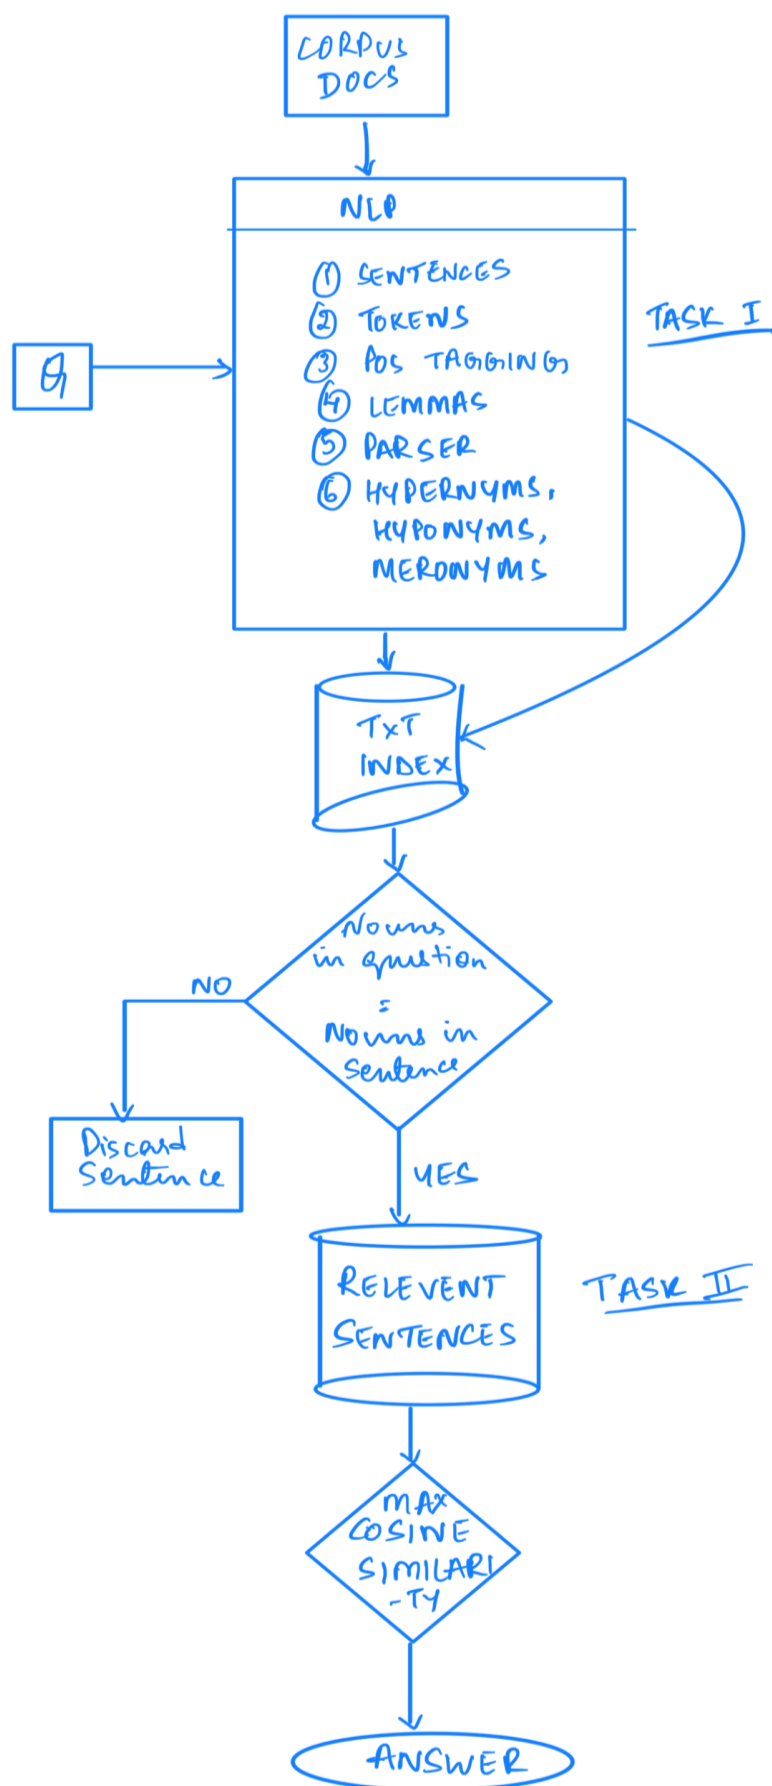 CORPUS
DOCS
NLP
① SENTENCES
② TOKENS
③ POS TAGGING
④ LEMMAS
⑤ PARSER
⑥ HYPERNYMS,
HYPONYMS,
MERONYMS
TASK I
Q
TXT
INDEX
Nouns
in question
=
Nouns in
Sentence
NO
Discard
Sentence
YES
RELEVENT
SENTENCES
TASK II
MAX
COSINE
SIMILARI
-TY
ANSWER